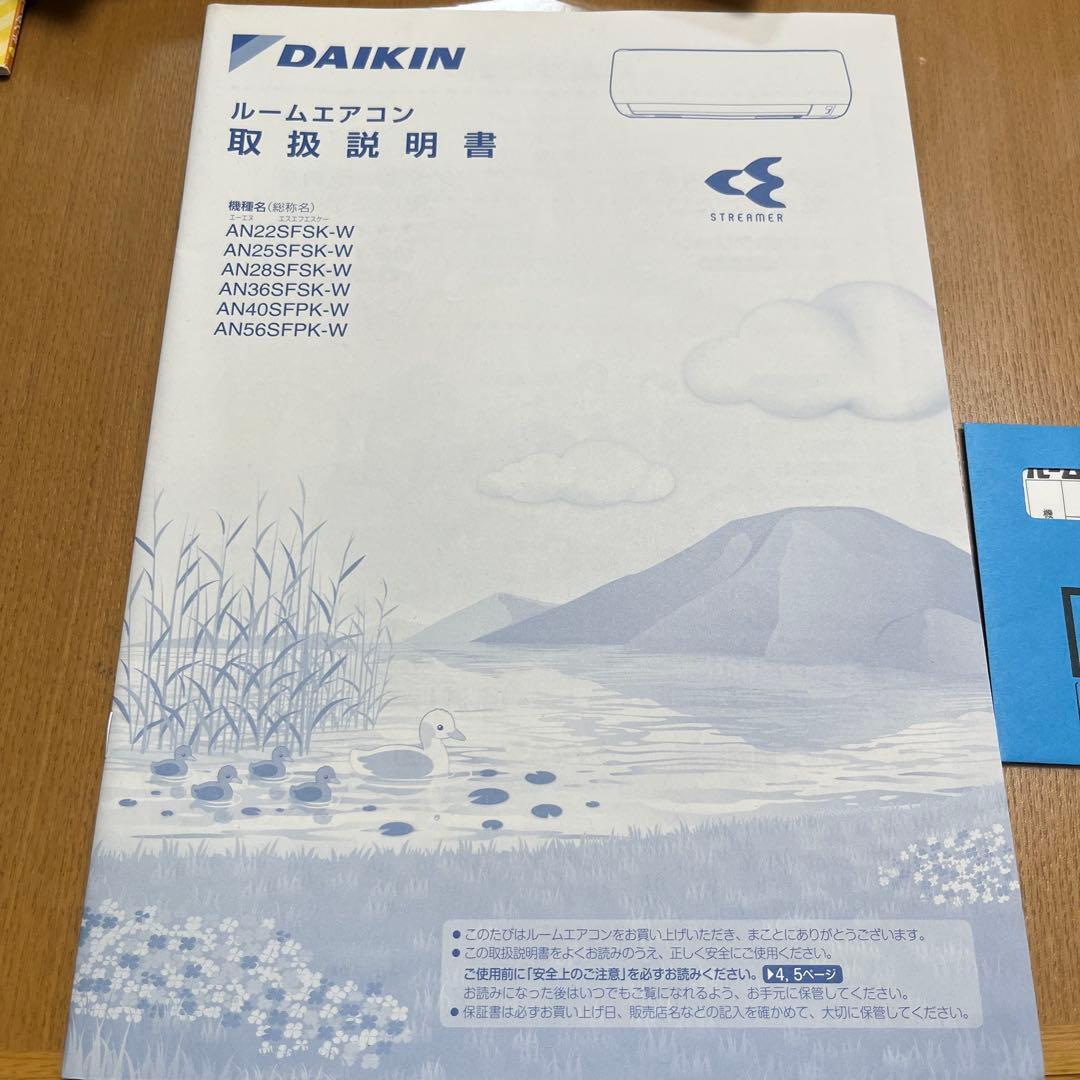 DAIKIN
ルームエアコン
取扱説明書
STREAMER
機種名(総称名)
エーエヌ エスエフエスケー
AN22SFSK-W
AN25SFSK-W
AN28SFSK-W
AN36SFSK-W
AN40SFPK-W
AN56SFPK-W
● このたびはルームエアコンをお買い上げいただき、まことにありがとうございます。
● この取扱説明書をよくお読みのうえ、正しく安全にご使用ください。
ご使用前に「安全上のご注意」を必ずお読みください。 ▶4, 5ページ
お読みになった後はいつでもご覧になれるよう、お手元に保管してください。
● 保証書は必ずお買い上げ日、販売店名などの記入を確かめて、大切に保管してください。
機